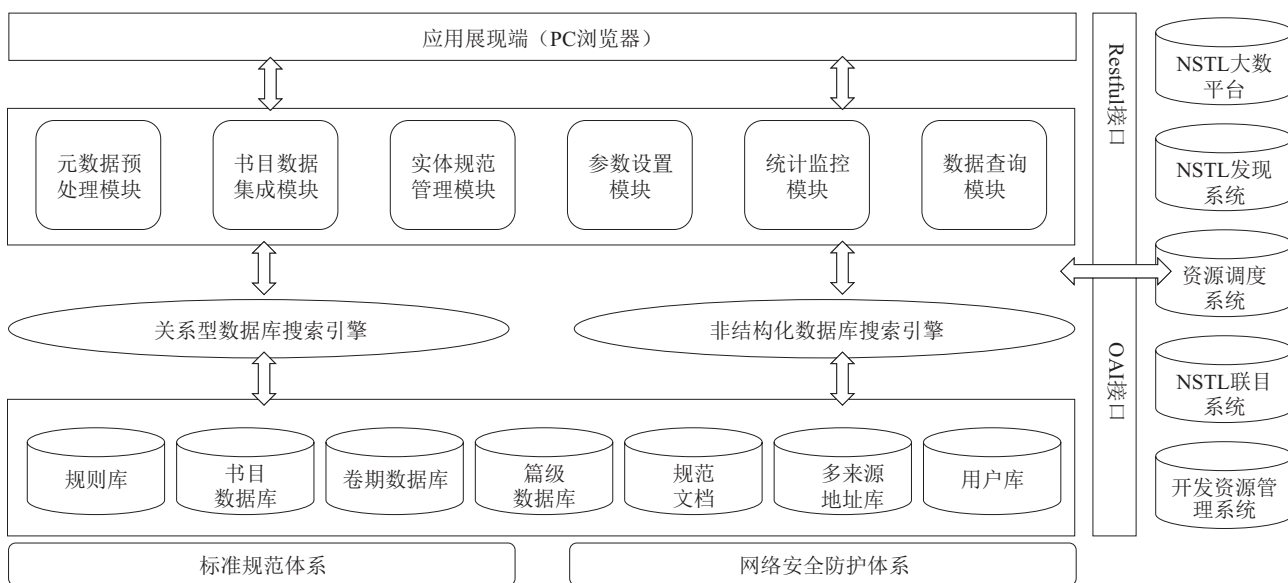 应用展现端（PC浏览器）
元数据预
处理模块
书目数据
集成模块
实体规范
管理模块
参数设置
模块
统计监控
模块
数据查询
模块
关系型数据库搜索引擎
非结构化数据库搜索引擎
规则库
书目
数据库
卷期数据库
篇级
数据库
规范
文档
多来源
地址库
用户库
标准规范体系
网络安全防护体系
Restful接口
OAI接口
NSTL大数
平台
NSTL发现
系统
资源调度
系统
NSTL联目
系统
开发资源管
理系统